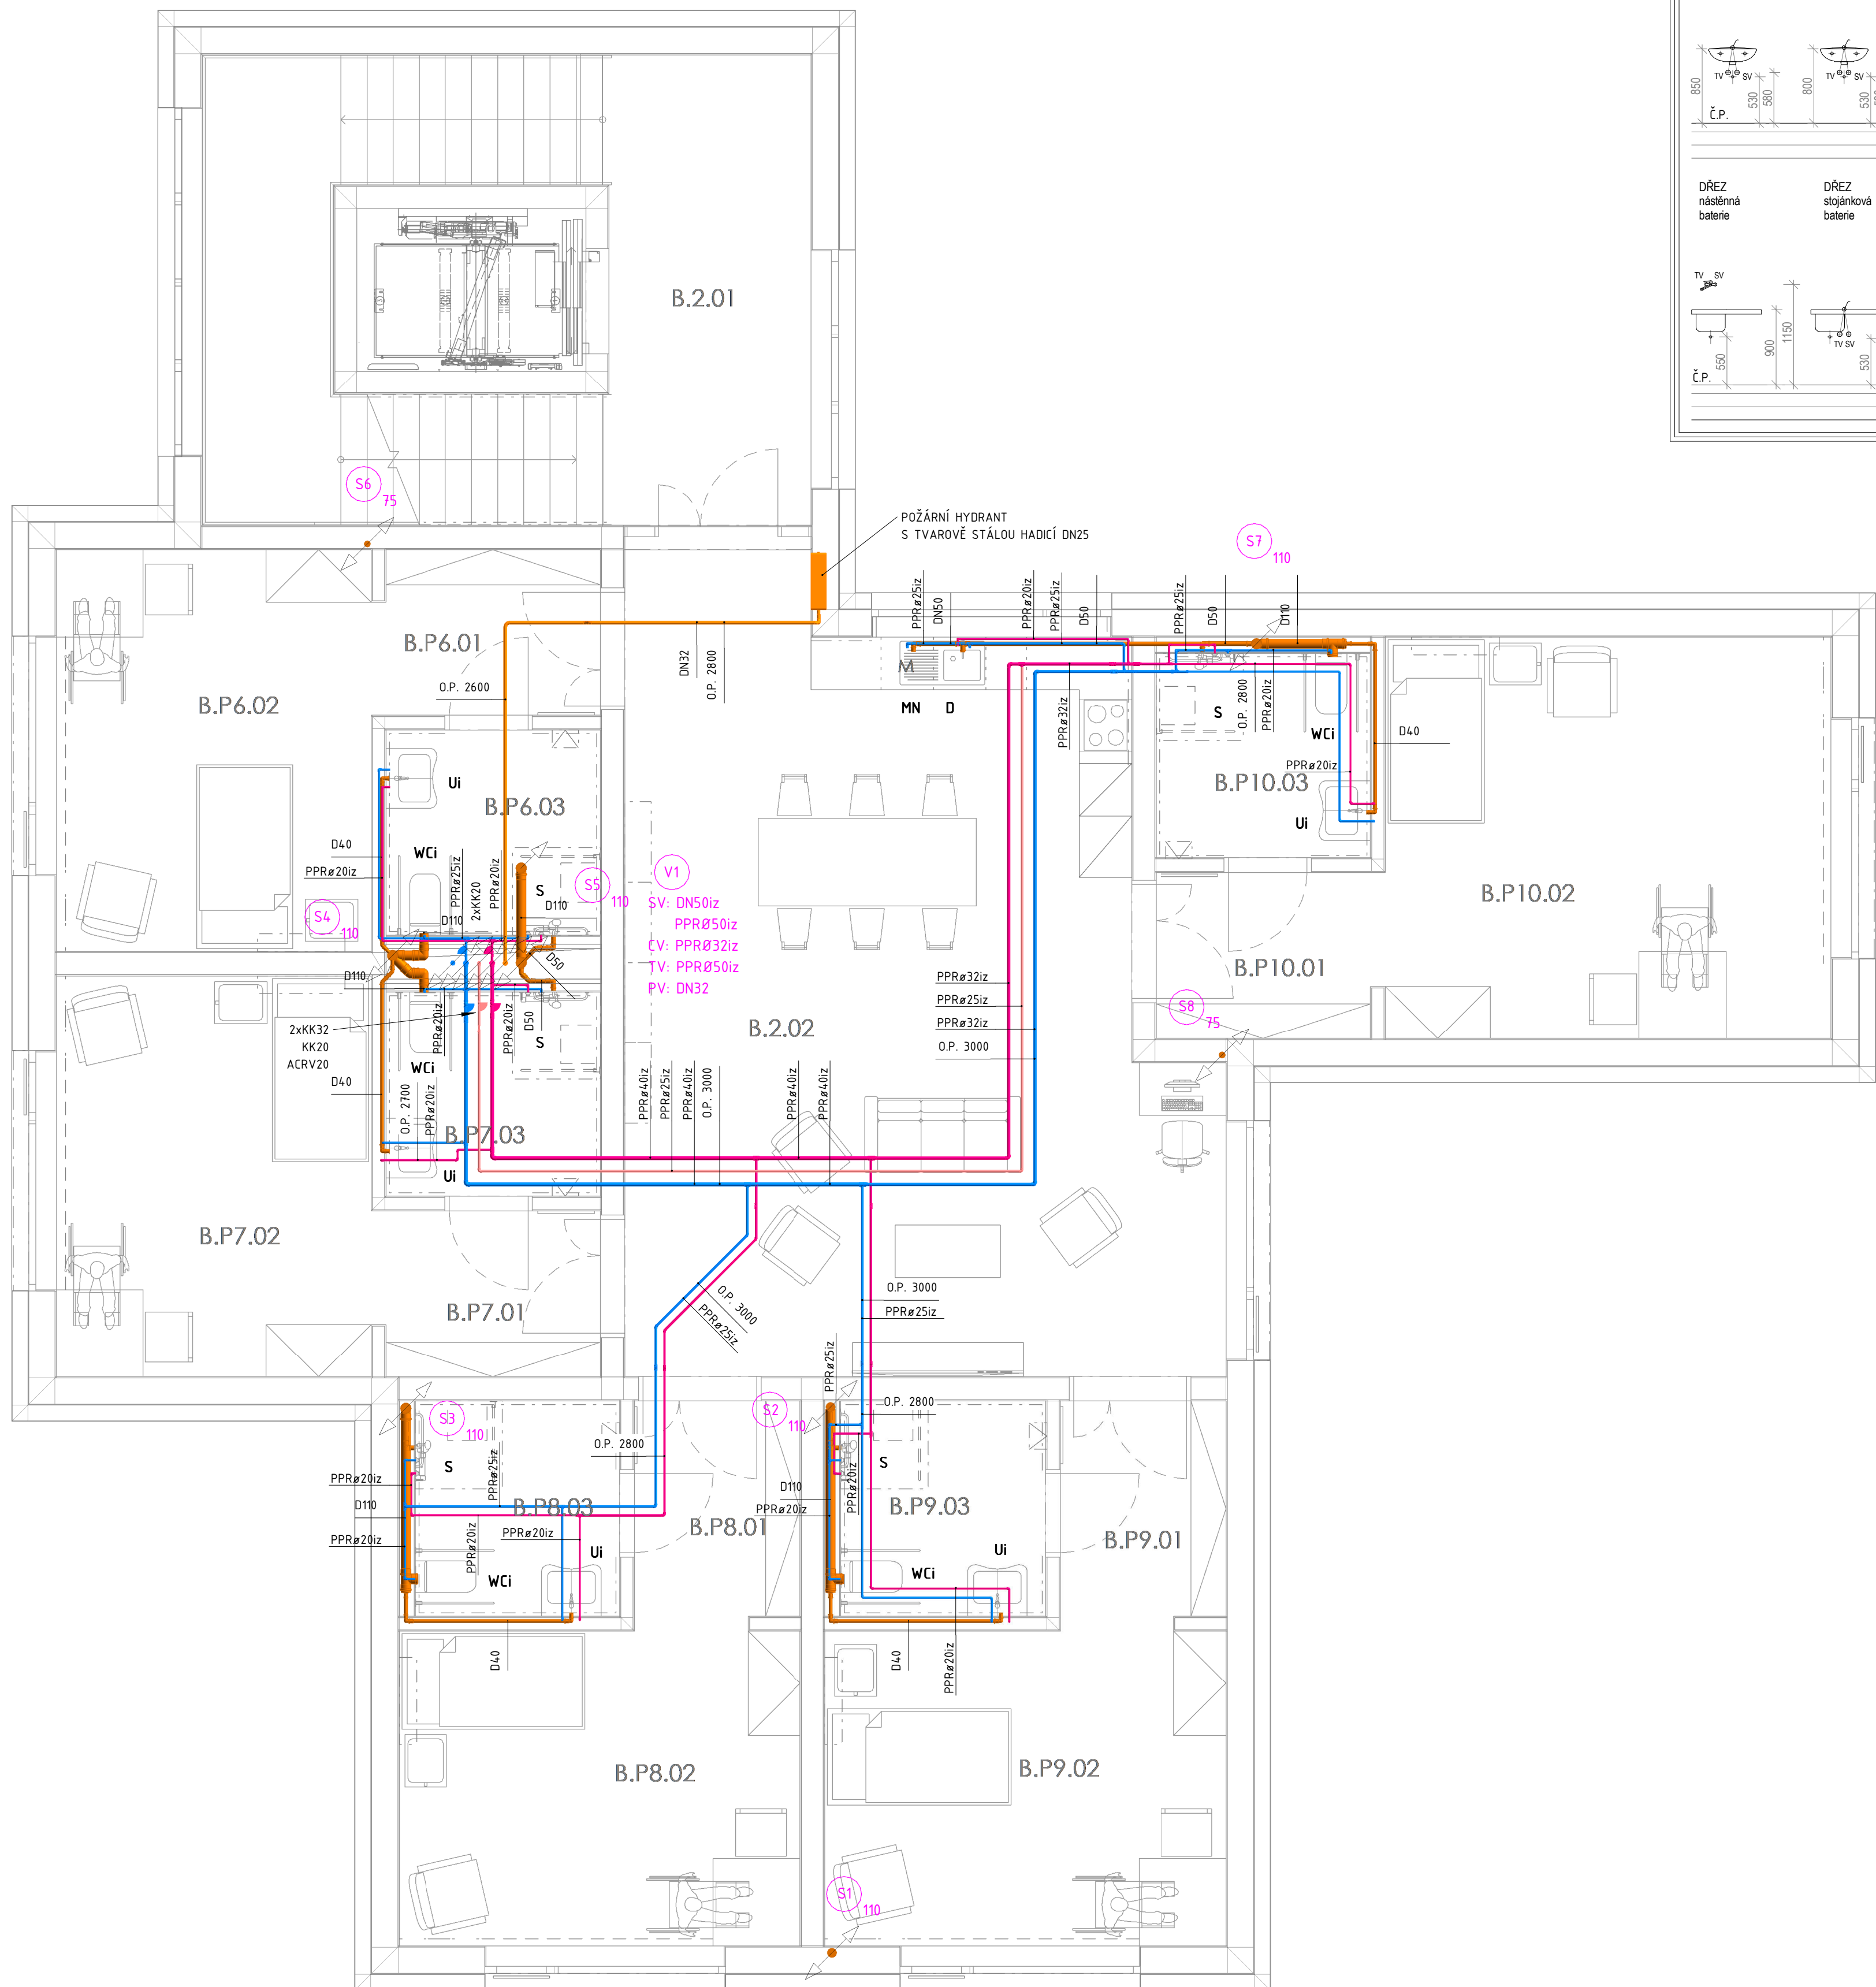 TV SV
TV SV
850
530
580
800
530
Č.P.
DŘEZ
nástěnná
baterie
DŘEZ
stojánková
baterie
TV SV
TV SV
550
900
1150
530
Č.P.
B.2.01
S6
75
POŽÁRNÍ HYDRANT
S TVAROVĚ STÁLOU HADICÍ DN25
S7
110
PPRø25iz
DN50
PPRø20iz
PPRø25iz
D50
PPRø25iz
D50
D110
B.P6.01
DN32
O.P. 2800
O.P. 2600
B.P6.02
M
MN
D
PPRø32iz
S
O.P. 2800
PPRø20iz
WCi
D40
PPRø20iz
B.P10.03
Ui
Ui
B.P6.03
D40
WCi
PPRø20iz
PPRø25iz
2xKK20
PPRø20iz
S
D110
D110
S5
110
S4
110
V1
SV: DN50iz
PPRØ50iz
CV: PPRØ32iz
TV: PPRØ50iz
PV: DN32
B.P10.02
B.P10.01
D50
D110
PPRø20iz
PPRø20iz
D50
S
2xKK32
KK20
ACRV20
D40
WCi
B.2.02
PPRø32iz
PPRø25iz
PPRø32iz
O.P. 3000
S8
75
O.P. 2700
PPRø20iz
B.P7.03
Ui
PPRø40iz
PPRø25iz
PPRø40iz
O.P. 3000
PPRø40iz
PPRø40iz
B.P7.02
B.P7.01
O.P. 3000
PPRø25iz
O.P. 3000
PPRø25iz
PPRø25iz
S3
110
S2
110
O.P. 2800
O.P. 2800
S
PPRø25iz
S
PPRø20iz
D110
PPRø20iz
D110
PPRø20iz
PPRø20iz
B.P8.03
B.P8.01
B.P9.03
B.P9.01
PPRø20iz
PPRø20iz
Ui
WCi
Ui
WCi
D40
D40
PPRø20iz
B.P8.02
B.P9.02
S1
110